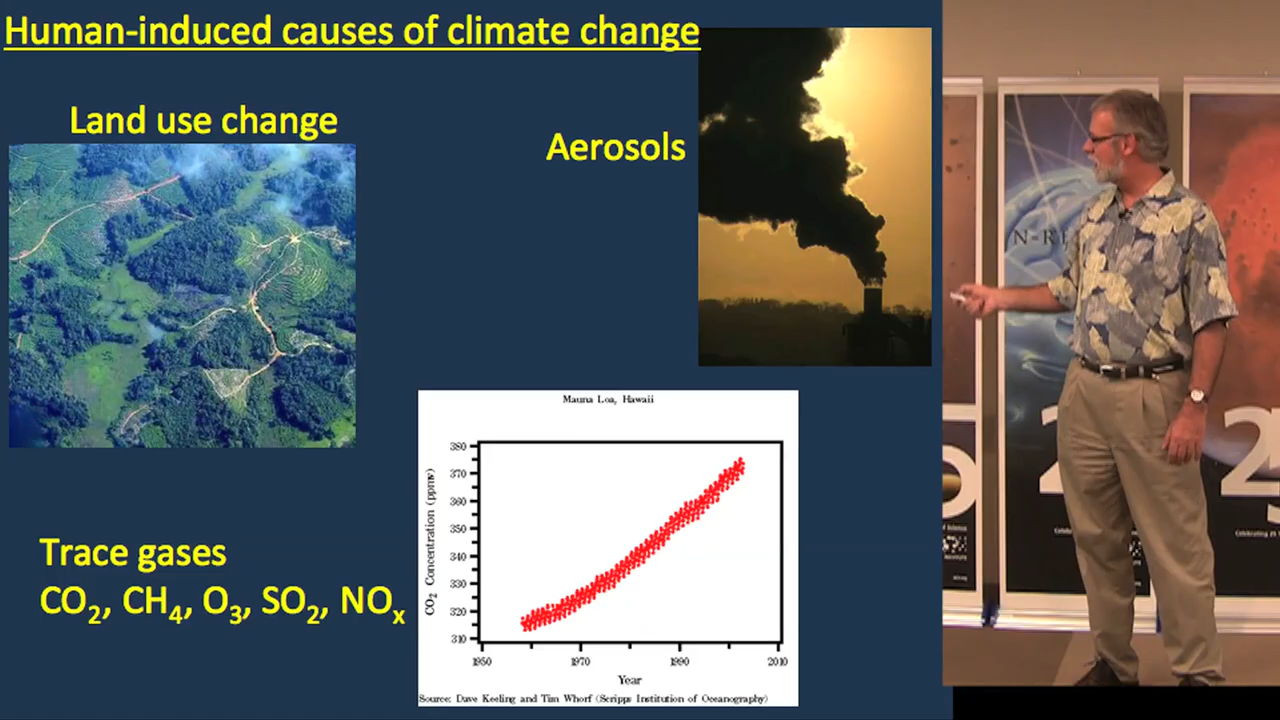 Human-induced causes of climate change
Land use change
Aerosols
Trace gases
CO₂, CH₄, O₃, SO₂, NOₓ
Mauna Loa, Hawaii
CO₂ Concentration (ppmv)
380
370
360
350
340
330
320
310
1950
1970
1990
2010
Year
Source: Dave Keeling and Tim Whorf (Scripps Institution of Oceanography)
N-R
2
2